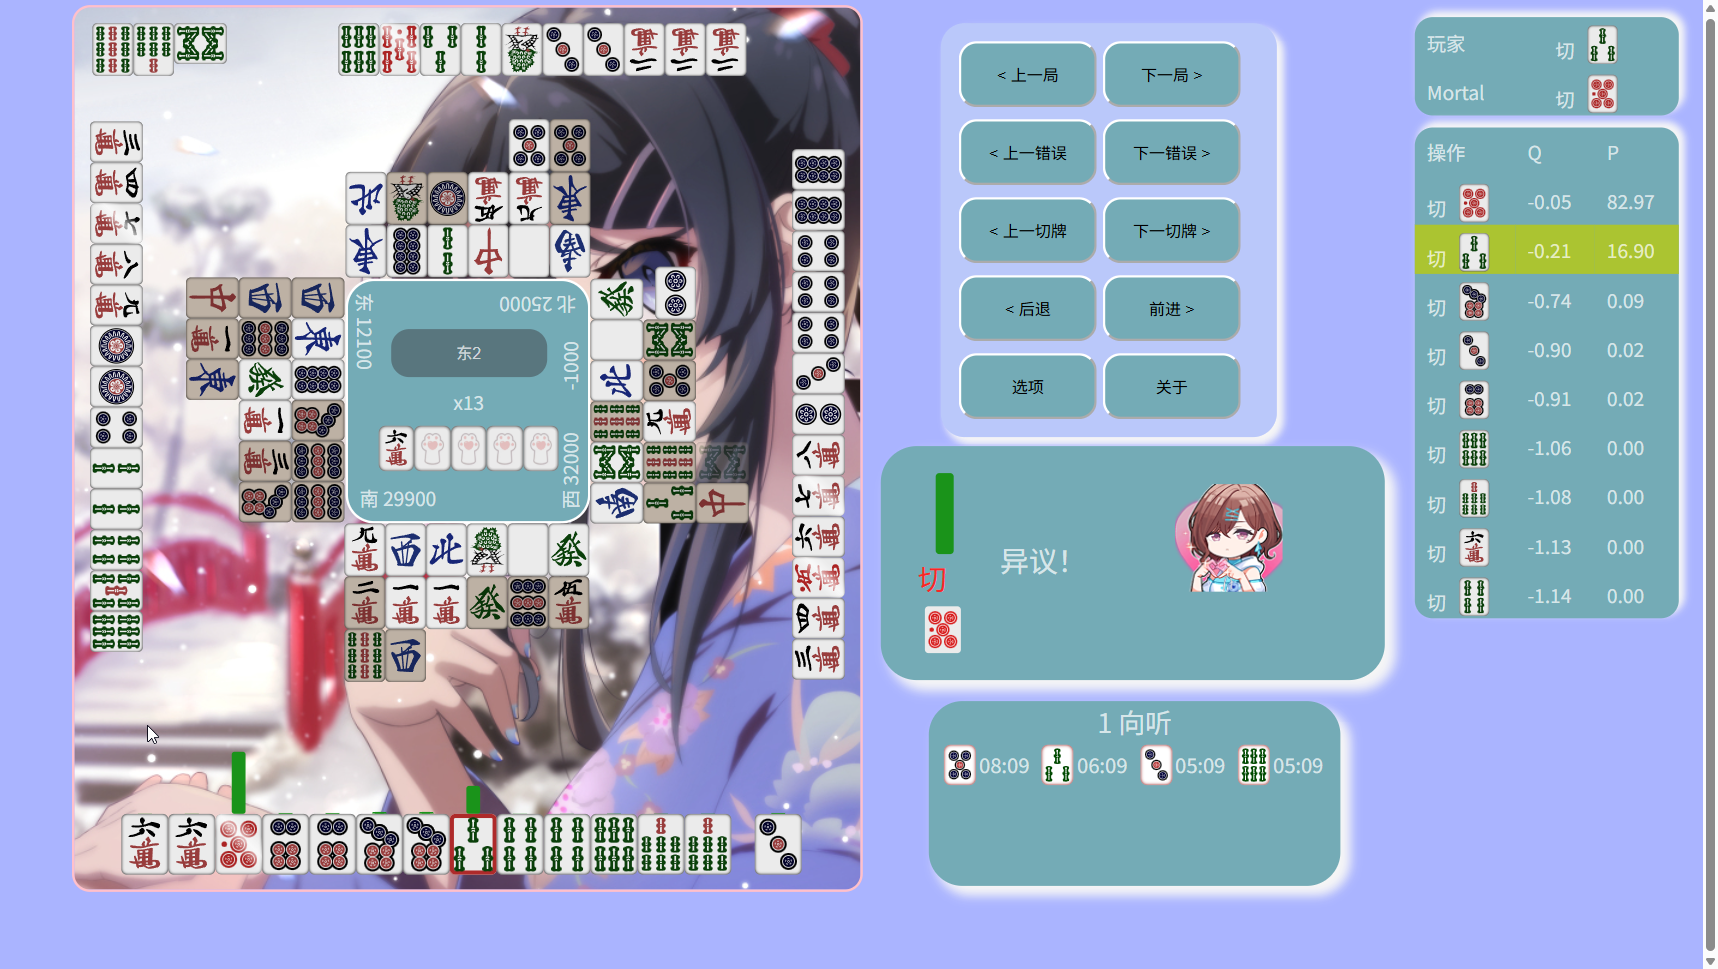 < 上一局
下一局 >
< 上一错误
下一错误 >
< 上一切牌
下一切牌 >
< 后退
前进 >
选项
关于
东 12100
北 25000
东2
-1000
x13
南 29900
西 32000
玩家 切
Mortal 切
操作 Q P
切 -0.05 82.97
切 -0.21 16.90
切 -0.74 0.09
切 -0.90 0.02
切 -0.91 0.02
切 -1.06 0.00
切 -1.08 0.00
切 -1.13 0.00
切 -1.14 0.00
切
异议!
1 向听
08:09 06:09 05:09 05:09